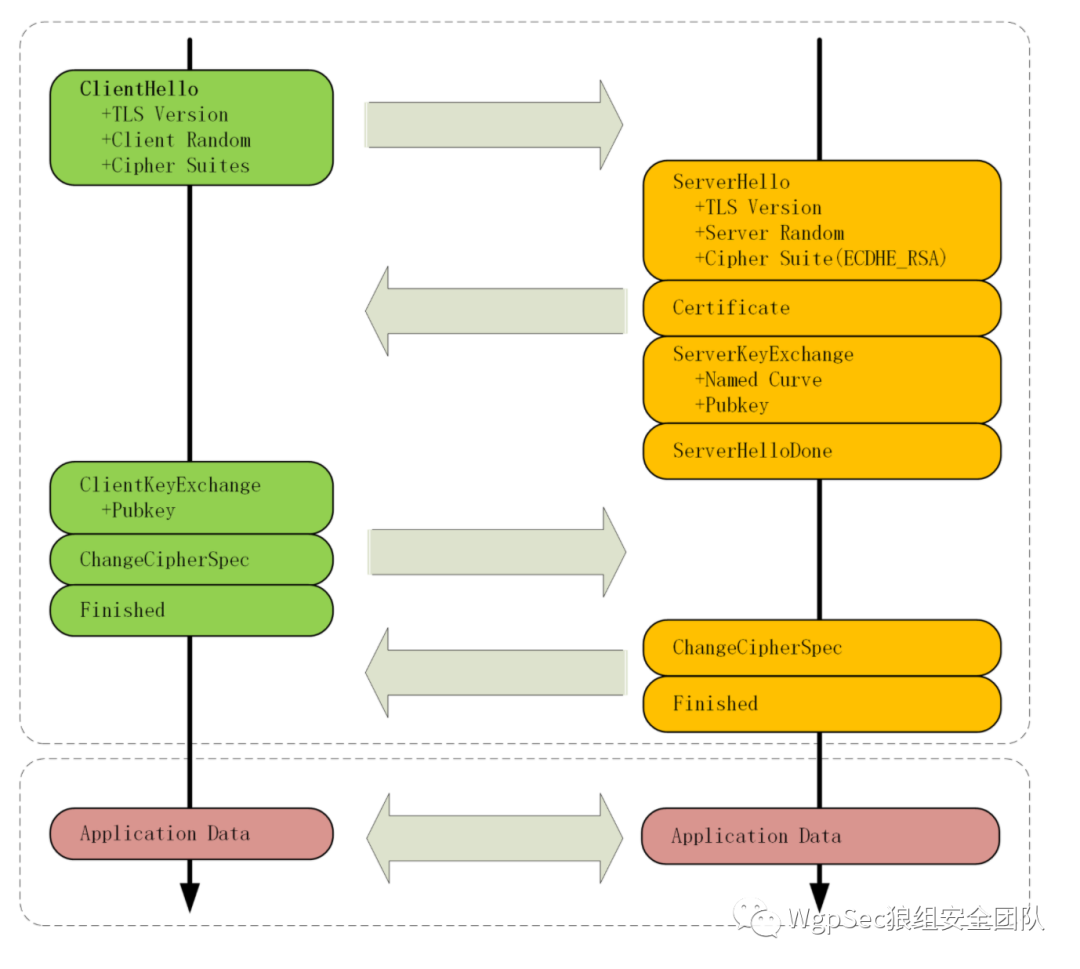 ClientHello
+TLS Version
+Client Random
+Cipher Suites
ServerHello
+TLS Version
+Server Random
+Cipher Suite(ECDHE_RSA)
Certificate
ServerKeyExchange
+Named Curve
+Pubkey
ServerHelloDone
ClientKeyExchange
+Pubkey
ChangeCipherSpec
Finished
ChangeCipherSpec
Finished
Application Data
Application Data
WgpSec狼组安全团队